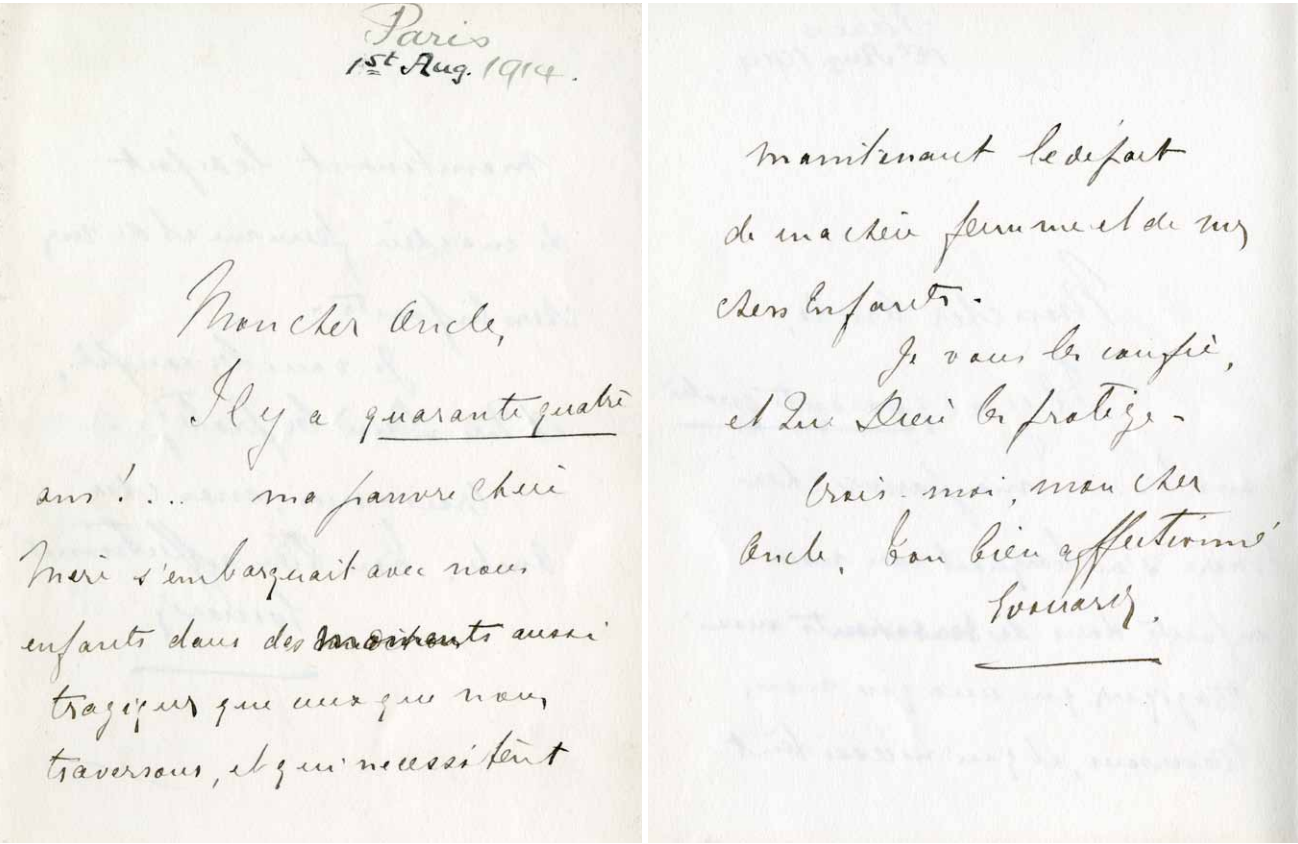 Paris
1st Aug. 1914.
Mon cher Oncle,
Il y a quarante quatre
ans ! ... ma pauvre chère
Mère s'embarquait avec nous
enfants dans des moments aussi
tragiques que ceux que nous
traversons, et qui nécessitent
maintenant le départ
de ma chère femme et de mes
chers Enfants.
Je vous les confie,
et Que Dieu les protège -
Crois-moi, mon cher
Oncle, Ton bien affectionné
Edouard.